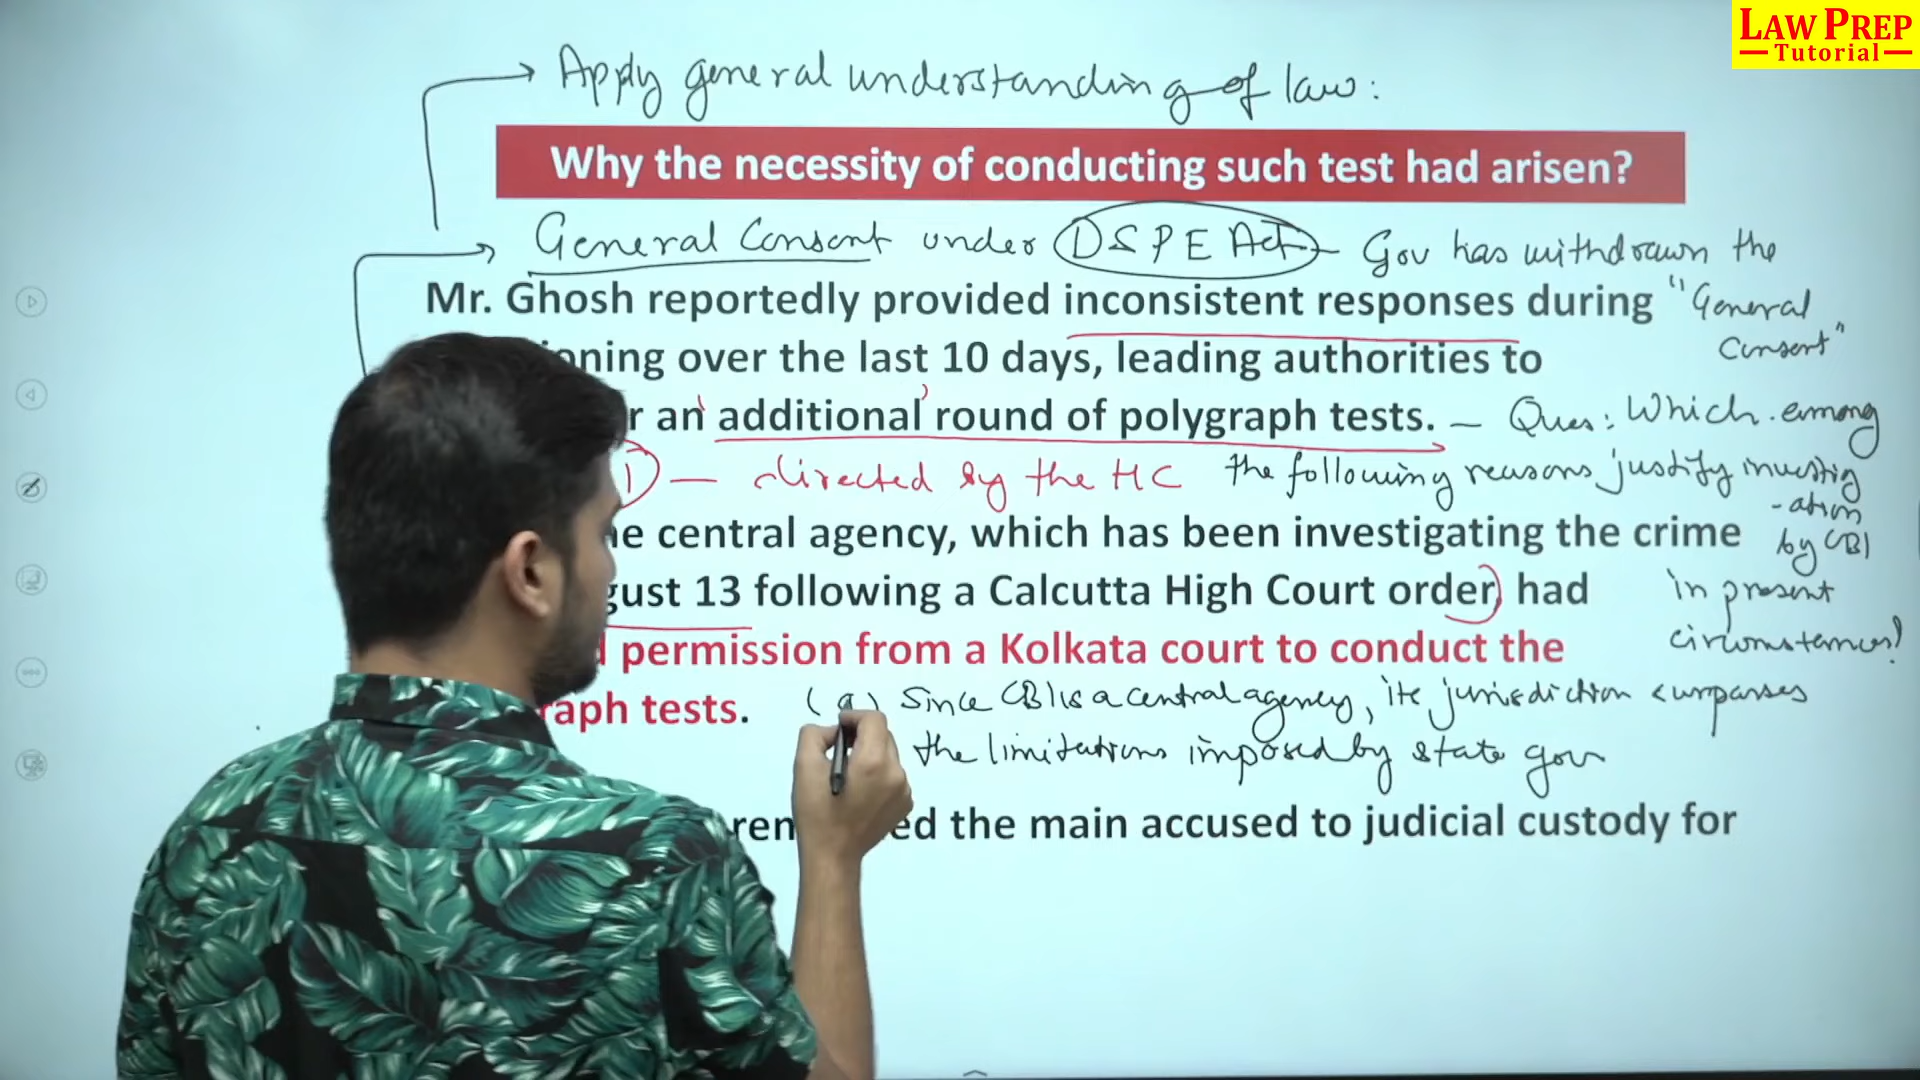 LAW PREP
Tutorial
Apply general understanding of law:
Why the necessity of conducting such test had arisen?
General Consent under DSPE Act - Gov has withdrawn the
"General
Consent"
Mr. Ghosh reportedly provided inconsistent responses during
ning over the last 10 days, leading authorities to
r an additional round of polygraph tests.
- Ques: Which among
the following reasons justify investig
-ation
by CBI
in present
circumstances?
- directed by the HC
e central agency, which has been investigating the crime
gust 13 following a Calcutta High Court order, had
permission from a Kolkata court to conduct the
raph tests.
(a) Since CBI is a central agency, its jurisdiction surpasses
the limitations imposed by state gov
ren ed the main accused to judicial custody for